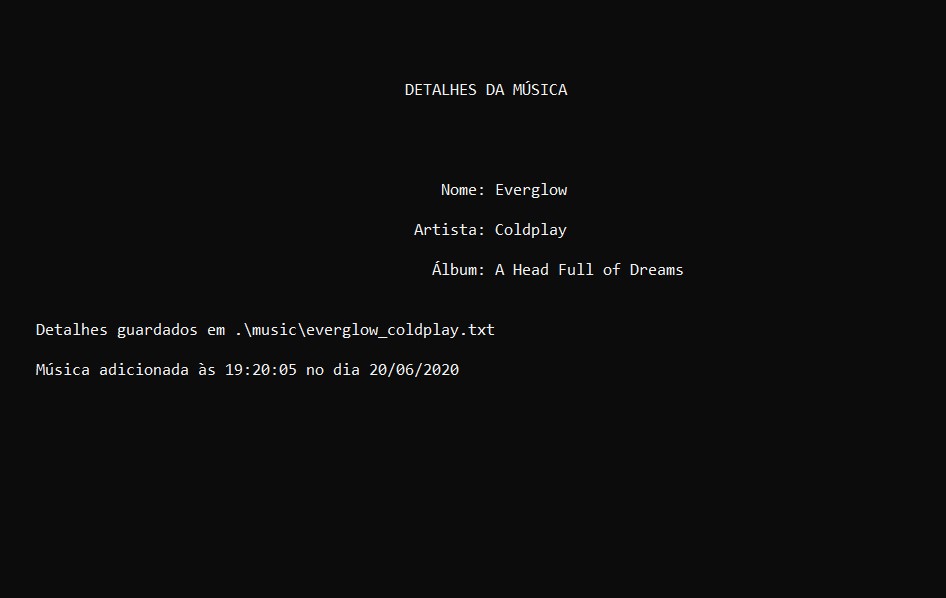 DETALHES DA MÚSICA
Nome: Everglow
Artista: Coldplay
Álbum: A Head Full of Dreams
Detalhes guardados em .\music\everglow_coldplay.txt
Música adicionada às 19:20:05 no dia 20/06/2020